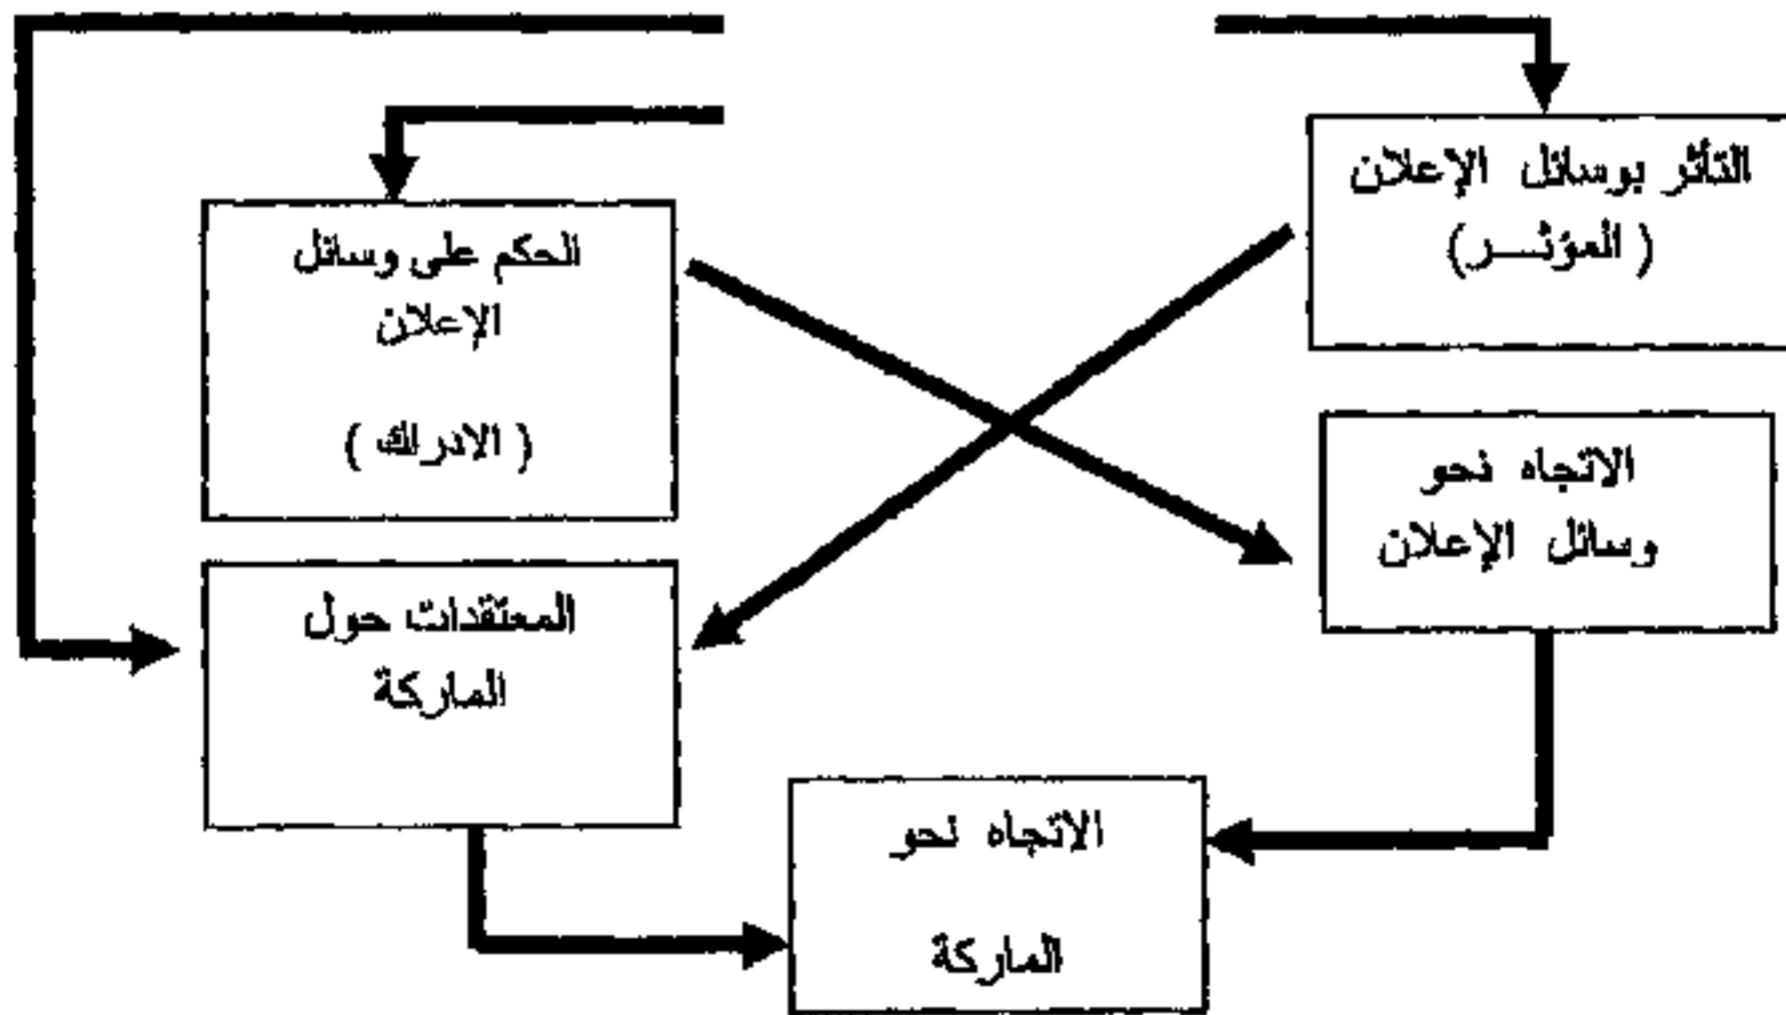 التأثر بوسائل الإعلان
( المؤثـــر)
الحكم على وسائل
الإعلان
( الادراك )
الاتجاه نحو
وسائل الإعلان
المعتقدات حول
الماركة
الاتجاه نحو
الماركة